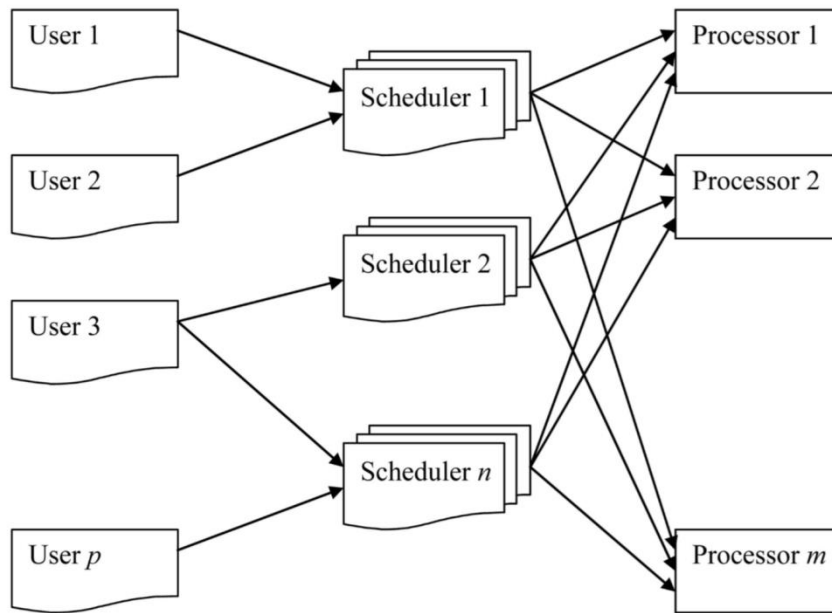 User 1
Scheduler 1
Processor 1
User 2
Processor 2
Scheduler 2
User 3
Scheduler n
User p
Processor m